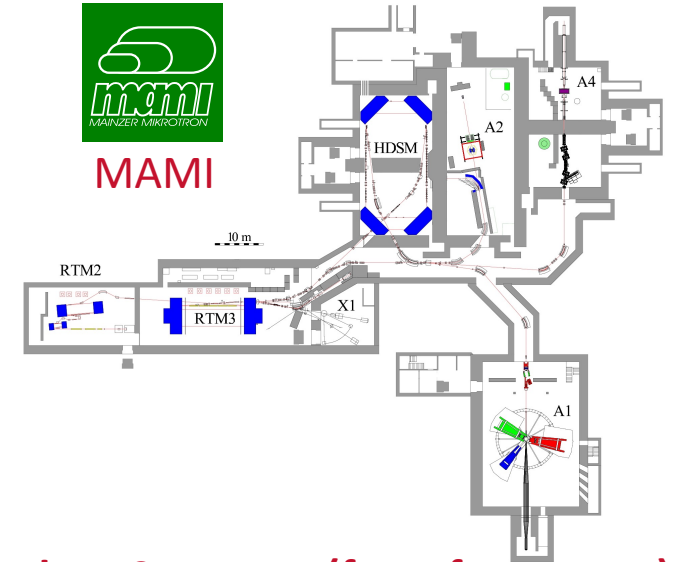 mami
MAINZER MIKROTRON
MAMI
A4
A2
HDSM
10 m
RTM2
RTM3
X1
A1